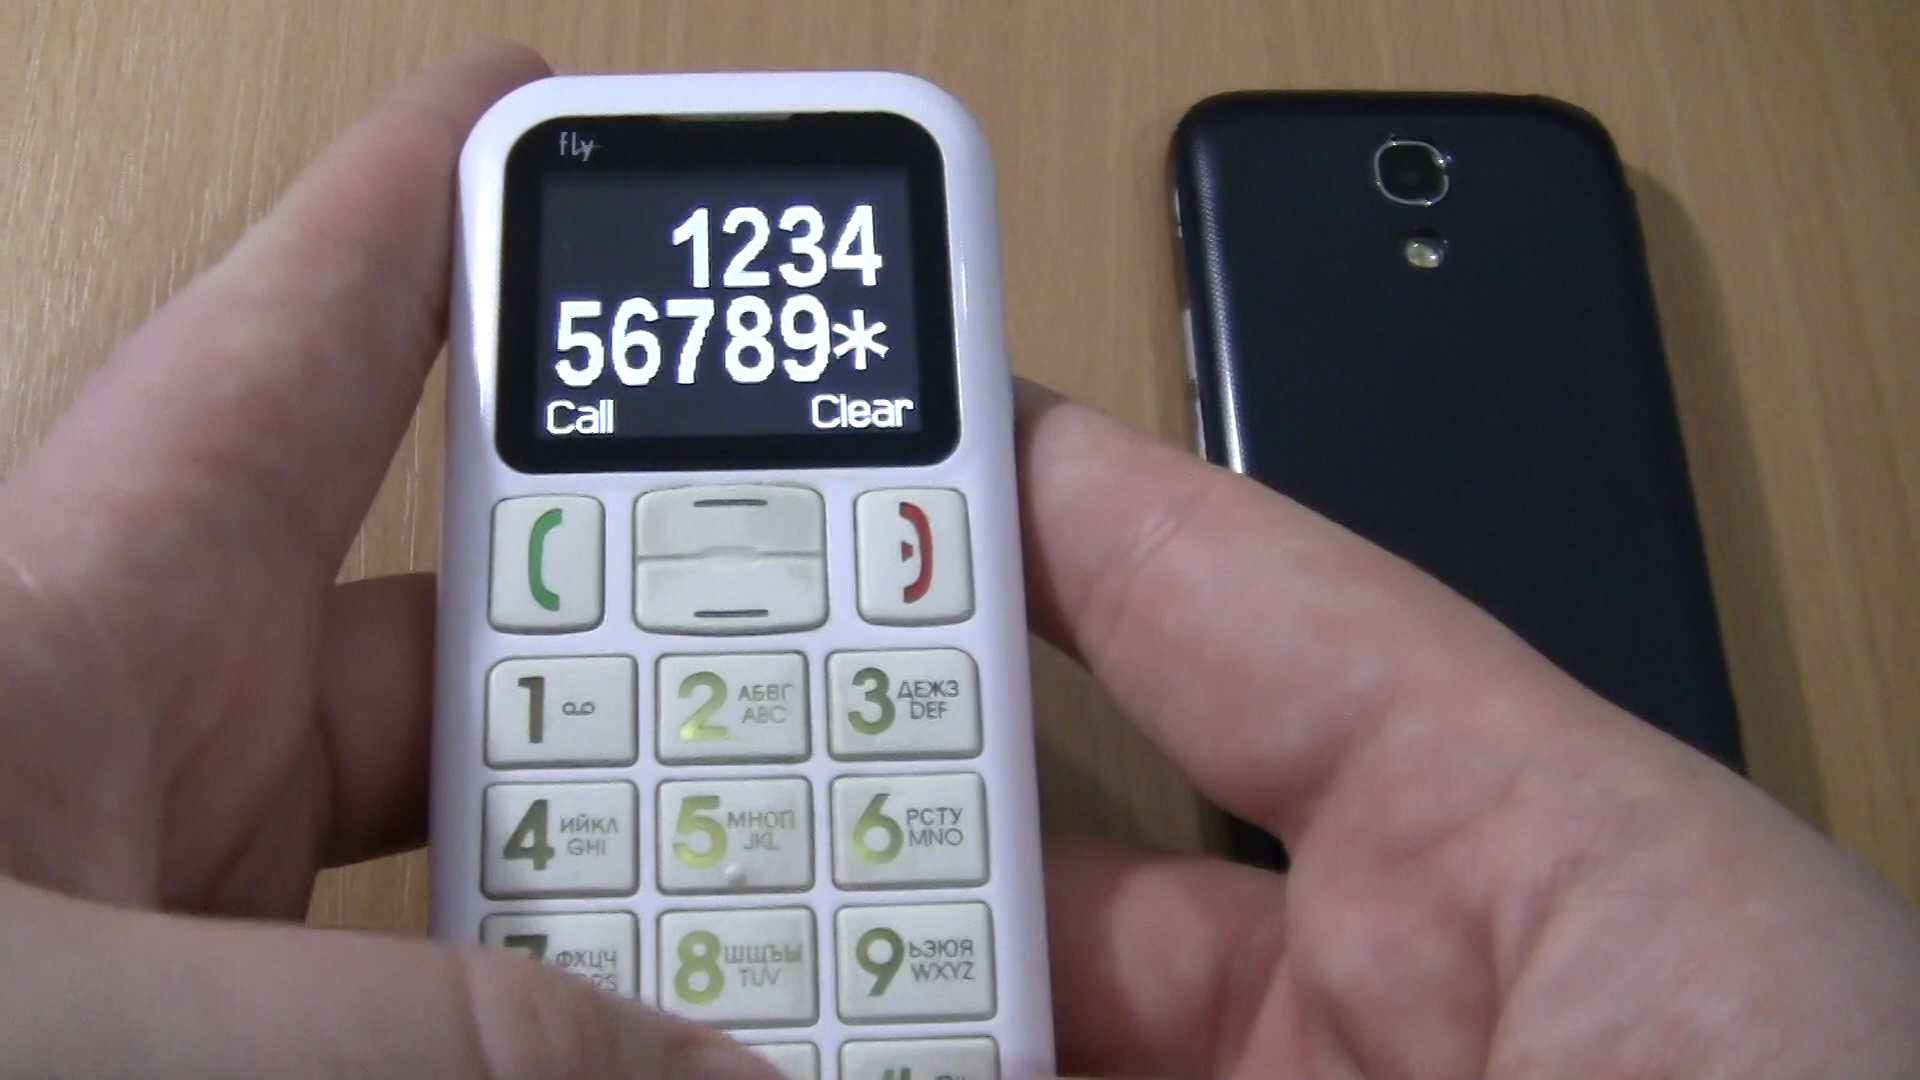 fly
1234
56789*
Call Clear
1
2 АБВГ
ABC
3 ДЕЖЗ
DEF
4 ИЙКЛ
GHI
5 МНОП
JKL
6 РСТУ
MNO
7 ФХЦЧ
8 ШЩЪЫ
TUV
9 ЬЭЮЯ
WXYZ